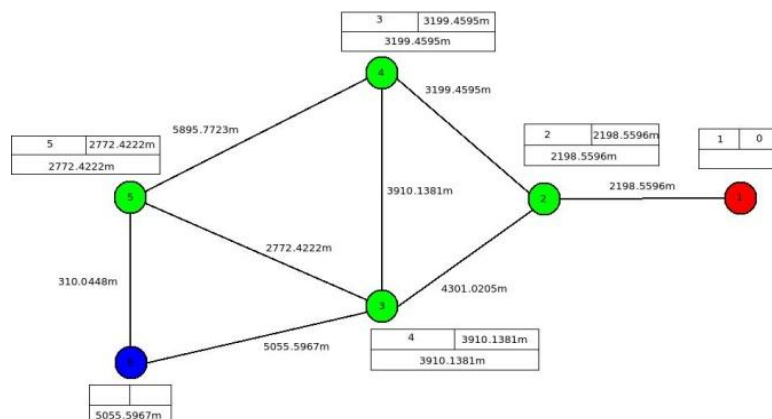 3 3199.4595m
3199.4595m
4
3199.4595m
5895.7723m
5 2772.4222m
2772.4222m
2 2198.5596m
2198.5596m
1 0
2198.5596m
5
3910.1381m
2
1
2772.4222m
310.0448m
4301.0205m
3
5055.5967m
4 3910.1381m
3910.1381m
5055.5967m